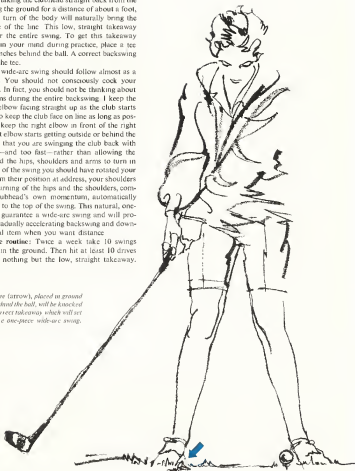 the clubhead straight back from the
g the ground for a distance of about a foot,
turn of the body will naturally bring the
e of the line This low, straight takeaway
r the entire swing. To get this takeaway
in your mind during practice, place a tee
nches behind the ball. A correct backswing
he tee.
wide-arc swing should follow almost as a
You should not consciously cock your
. In fact, you should not be thinking about
ns during the entire backswing. I keep the
elbow facing straight up as the club starts
o keep the club face on line as long as pos-
keep the right elbow in front of the right
t elbow starts getting outside or behind the
that you are swinging the club back with
—and too fast—rather than allowing the
d the hips, shoulders and arms to turn in
of the swing you should have rotated your
m their position at address, your shoulders
urning of the hips and the shoulders, com-
ubhead's own momentum, automatically
to the top of the swing. This natural, one-
guarantee a wide-arc swing and will pro-
adually accelerating backswing and down-
al item when you want distance
e routine: Twice a week take 10 swings
in the ground. Then hit at least 10 drives
nothing but the low, straight takeaway.
ee (arrow), placed in ground
ehind the ball, will be knocked
orrect takeaway which will set
e one-piece wide-arc swing.